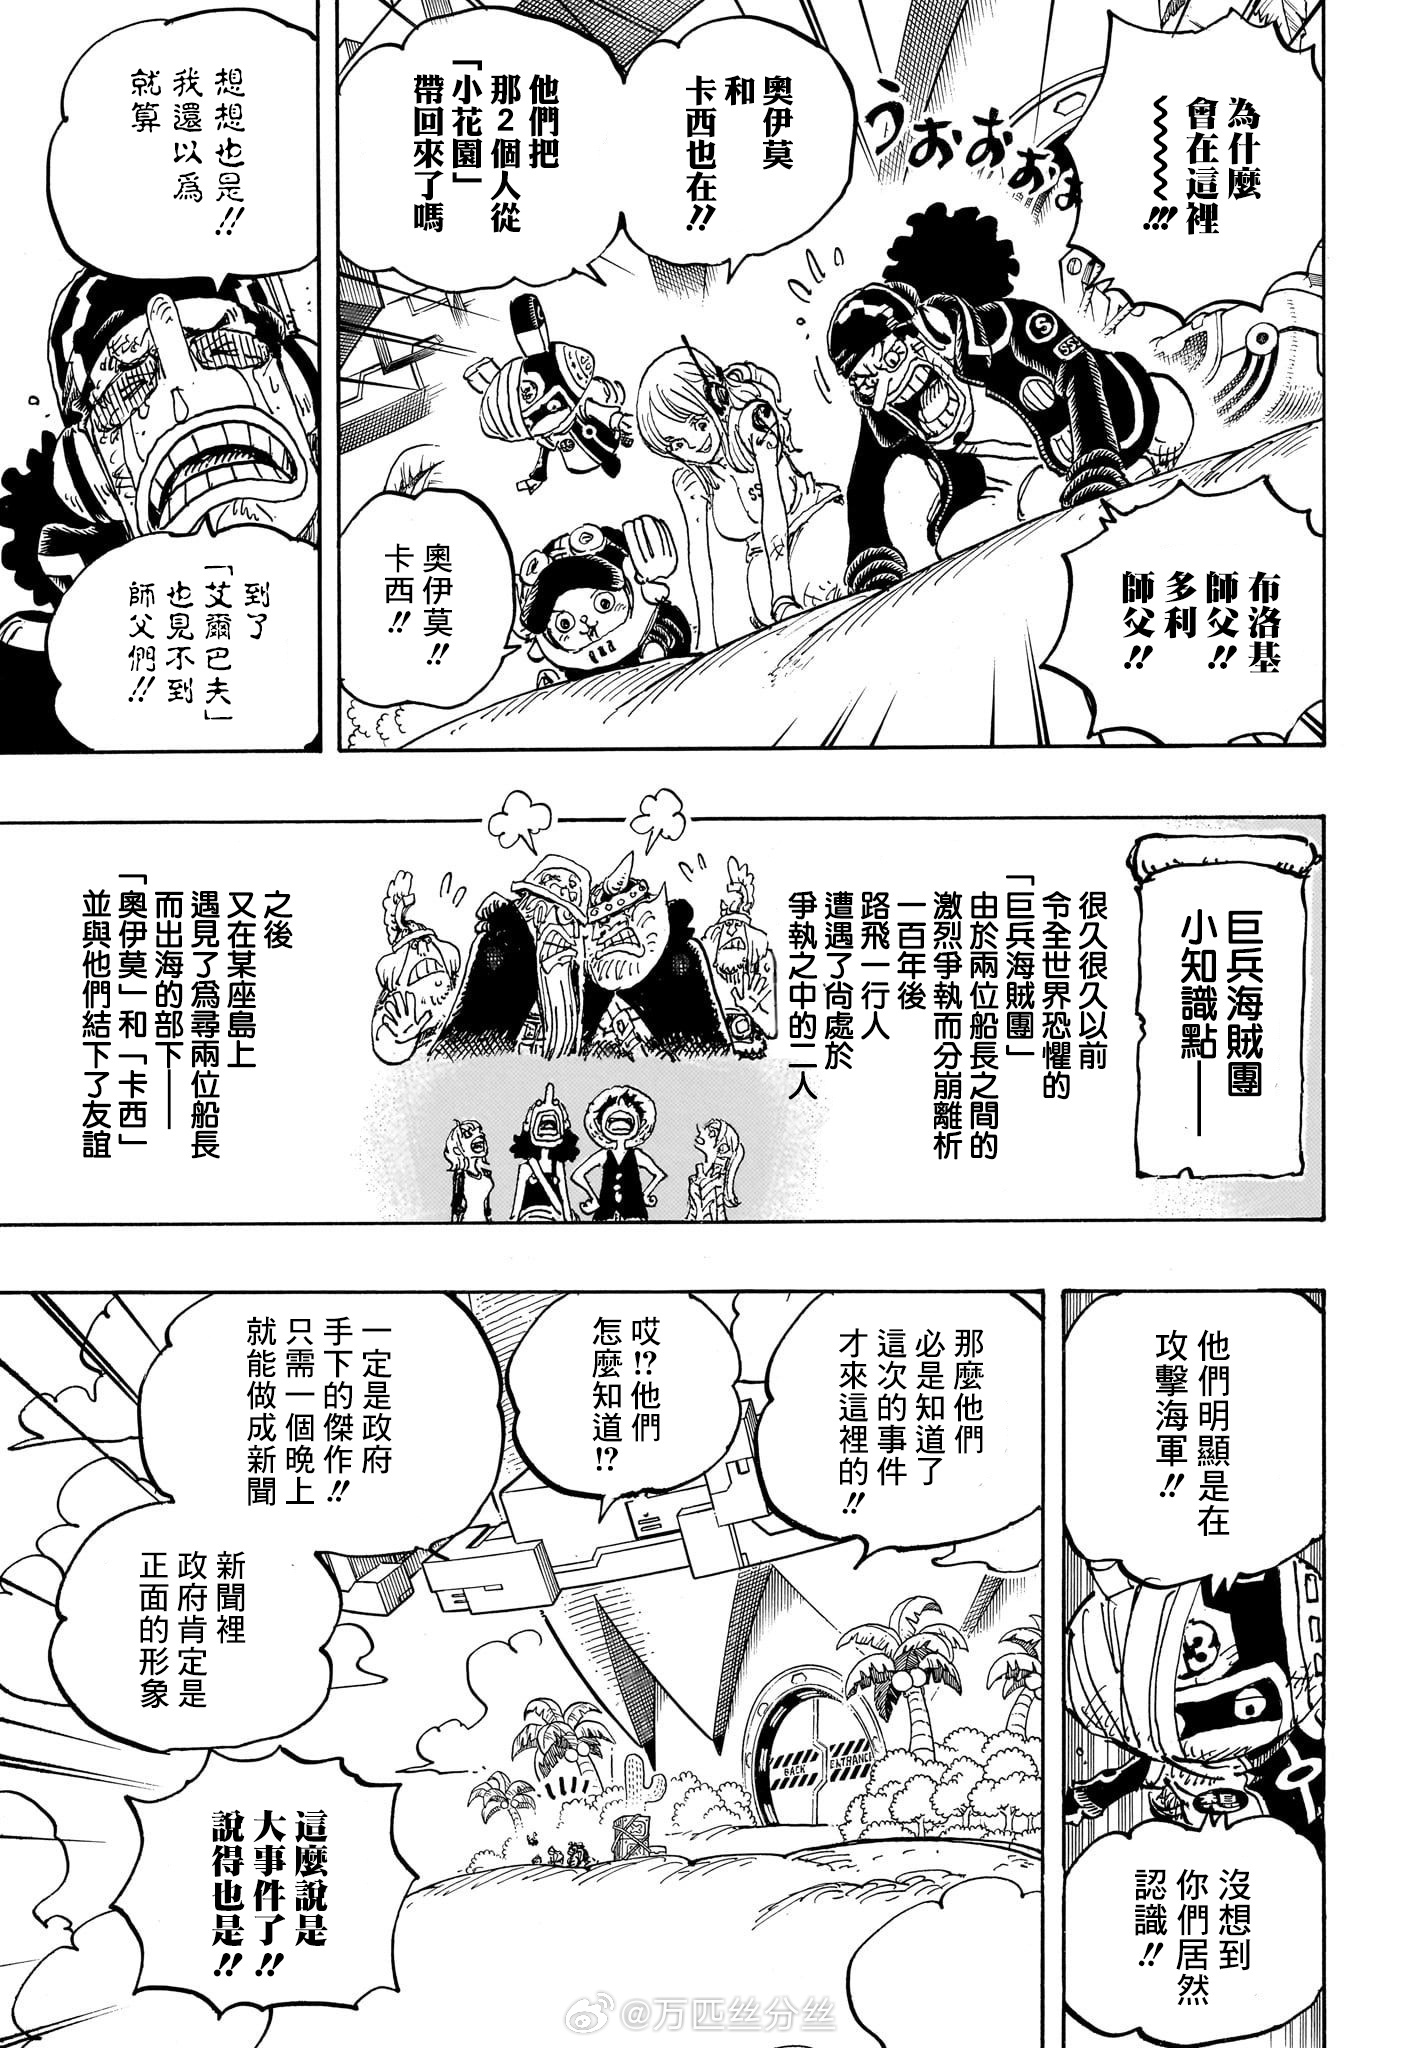 為什麼
會在這裡
~~~~!!!
うおおおぉぉ
布洛基
師父!!
多利
師父!!
奧伊莫
和
卡西也在!!
他們把
那2個人從
「小花園」
帶回來了嗎
奧伊莫
卡西!!
想想也是!!
我還以為
就算
到了
「艾爾巴夫」
也見不到
師父們!!
巨兵海賊團
小知識點——
很久很久以前
令全世界恐懼的
「巨兵海賊團」
由於兩位船長之間的
激烈爭執而分崩離析
一百年後
路飛一行人
遭遇了尚處於
爭執之中的二人
之後
又在某座島上
遇見了為尋兩位船長
而出海的部下——
「奧伊莫」和「卡西」
並與他們結下了友誼
他們明顯是在
攻擊海軍!!
沒想到
你們居然
認識!!
那麼他們
必是知道了
這次的事件
才來這裡的!!
哎!?他們
怎麼知道!?
一定是政府
手下的傑作!!
只需一個晚上
就能做成新聞
新聞裡
政府肯定是
正面的形象
這麼說是
大事件了!!
說得也是!!
BACK
ENTRANCE
@万匹丝分丝